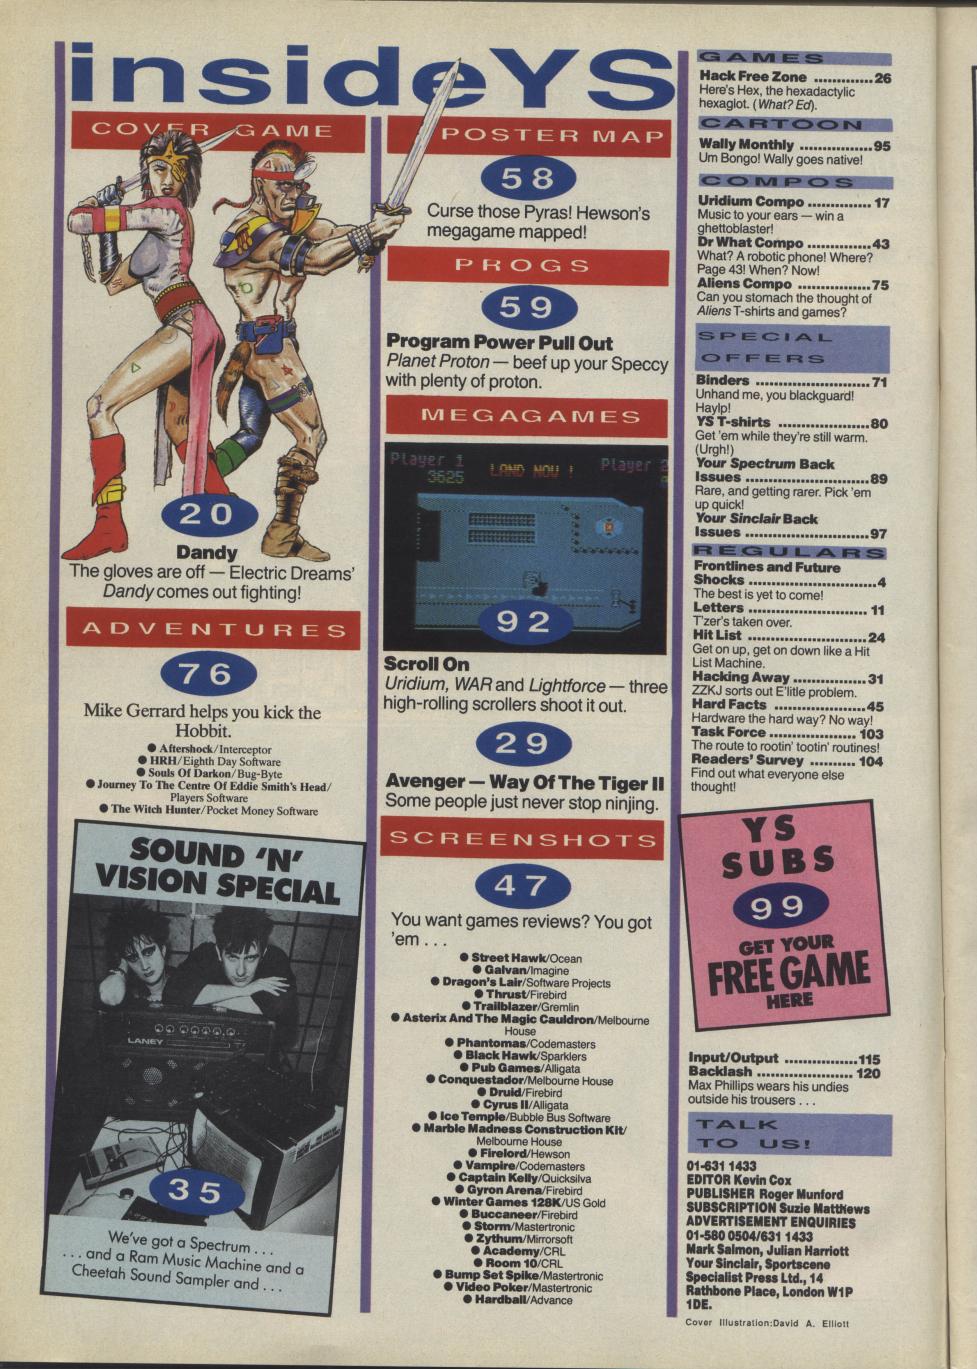 insideYS
COVER GAME
20
Dandy
The gloves are off — Electric Dreams'
Dandy comes out fighting!
ADVENTURES
76
Mike Gerrard helps you kick the
Hobbit.
● Aftershock/Interceptor
● HRH/Eighth Day Software
● Souls Of Darkon/Bug-Byte
● Journey To The Centre Of Eddie Smith's Head/
Players Software
● The Witch Hunter/Pocket Money Software
SOUND 'N'
VISION SPECIAL
LANEY
35
We've got a Spectrum . . .
. . . and a Ram Music Machine and a
Cheetah Sound Sampler and . . .
POSTER MAP
58
Curse those Pyras! Hewson's
megagame mapped!
PROGS
59
Program Power Pull Out
Planet Proton — beef up your Speccy
with plenty of proton.
MEGAGAMES
Player 1 LAND NOW ! Player 2
3625
92
Scroll On
Uridium, WAR and Lightforce — three
high-rolling scrollers shoot it out.
29
Avenger — Way Of The Tiger II
Some people just never stop ninjing.
SCREENSHOTS
47
You want games reviews? You got
'em . . .
● Street Hawk/Ocean
● Galvan/Imagine
● Dragon's Lair/Software Projects
● Thrust/Firebird
● Trailblazer/Gremlin
● Asterix And The Magic Cauldron/Melbourne
House
● Phantomas/Codemasters
● Black Hawk/Sparklers
● Pub Games/Alligata
● Conquestador/Melbourne House
● Druid/Firebird
● Cyrus II/Alligata
● Ice Temple/Bubble Bus Software
● Marble Madness Construction Kit/
Melbourne House
● Firelord/Hewson
● Vampire/Codemasters
● Captain Kelly/Quicksilva
● Gyron Arena/Firebird
● Winter Games 128K/US Gold
● Buccaneer/Firebird
● Storm/Mastertronic
● Zythum/Mirrorsoft
● Academy/CRL
● Room 10/CRL
● Bump Set Spike/Mastertronic
● Video Poker/Mastertronic
● Hardball/Advance
GAMES
Hack Free Zone .............26
Here's Hex, the hexadactylic
hexaglot. (What? Ed).
CARTOON
Wally Monthly ................95
Um Bongo! Wally goes native!
COMPOS
Uridium Compo ............. 17
Music to your ears — win a
ghettoblaster!
Dr What Compo .............43
What? A robotic phone! Where?
Page 43! When? Now!
Aliens Compo ................75
Can you stomach the thought of
Aliens T-shirts and games?
SPECIAL
OFFERS
Binders .........................71
Unhand me, you blackguard!
Haylp!
YS T-shirts ....................80
Get 'em while they're still warm.
(Urgh!)
Your Spectrum Back
Issues ...........................89
Rare, and getting rarer. Pick 'em
up quick!
Your Sinclair Back
Issues ...........................97
REGULARS
Frontlines and Future
Shocks ............................4
The best is yet to come!
Letters .......................... 11
T'zer's taken over.
Hit List ..........................24
Get on up, get on down like a Hit
List Machine.
Hacking Away ................31
ZZKJ sorts out E'litle problem.
Hard Facts ....................45
Hardware the hard way? No way!
Task Force ...................103
The route to rootin' tootin' routines!
Readers' Survey .......... 104
Find out what everyone else
thought!
YS
SUBS
99
GET YOUR
FREE GAME
HERE
Input/Output ................115
Backlash ..................... 120
Max Phillips wears his undies
outside his trousers . . .
TALK
TO US!
01-631 1433
EDITOR Kevin Cox
PUBLISHER Roger Munford
SUBSCRIPTION Suzie Matthews
ADVERTISEMENT ENQUIRIES
01-580 0504/631 1433
Mark Salmon, Julian Harriott
Your Sinclair, Sportscene
Specialist Press Ltd., 14
Rathbone Place, London W1P
1DE.
Cover Illustration:David A. Elliott